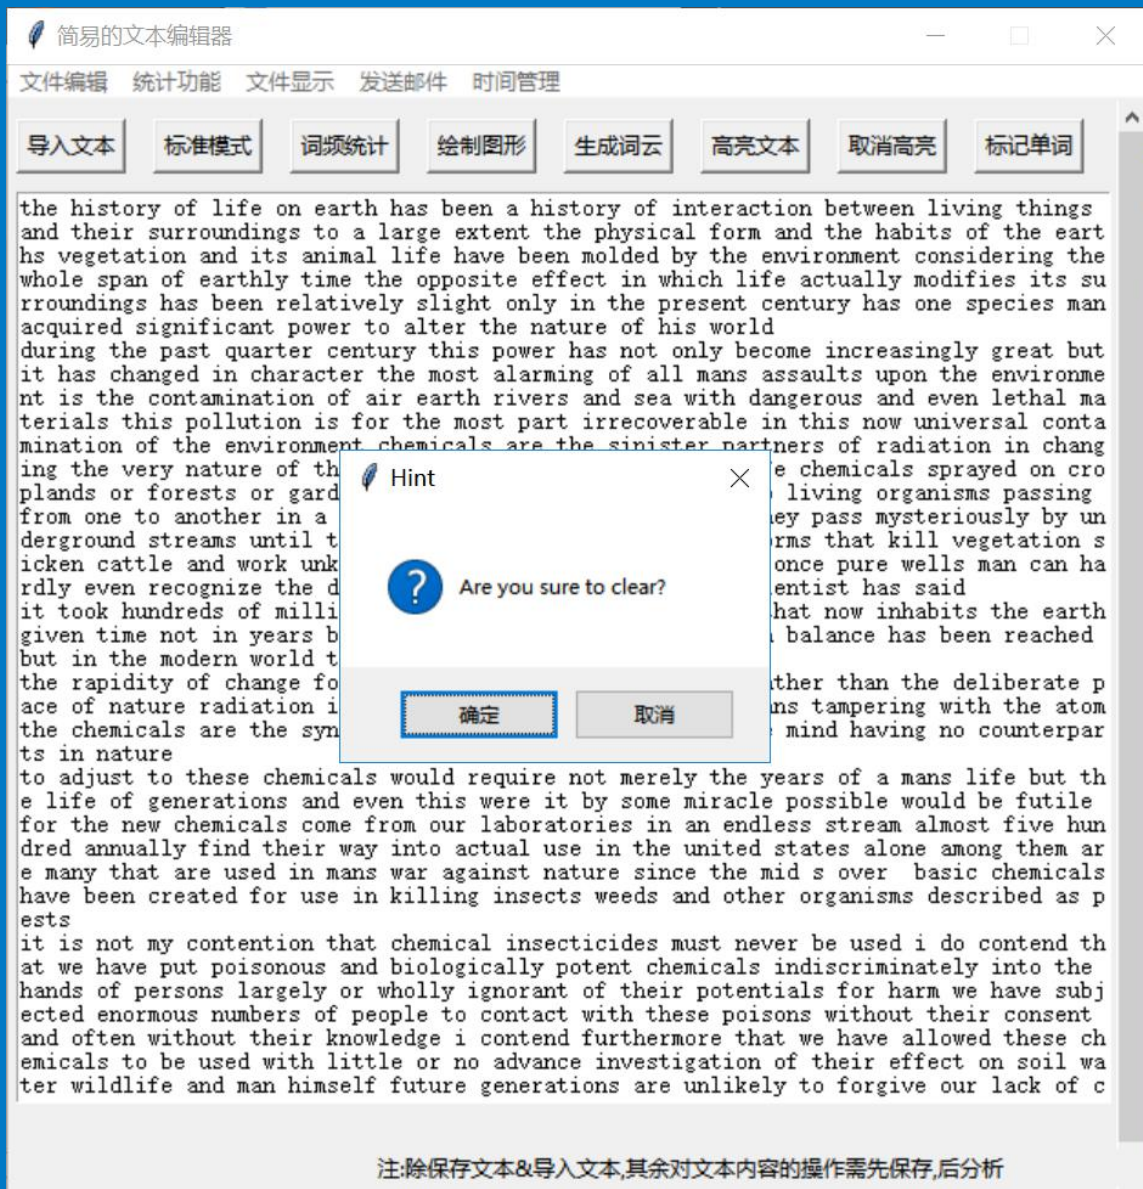 简易的文本编辑器
文件编辑 统计功能 文件显示 发送邮件 时间管理
导入文本 标准模式 词频统计 绘制图形 生成词云 高亮文本 取消高亮 标记单词
the history of life on earth has been a history of interaction between living things
and their surroundings to a large extent the physical form and the habits of the eart
hs vegetation and its animal life have been molded by the environment considering the
whole span of earthly time the opposite effect in which life actually modifies its su
rroundings has been relatively slight only in the present century has one species man
acquired significant power to alter the nature of his world
during the past quarter century this power has not only become increasingly great but
it has changed in character the most alarming of all mans assaults upon the environme
nt is the contamination of air earth rivers and sea with dangerous and even lethal ma
terials this pollution is for the most part irrecoverable in this now universal conta
mination of the environment chemicals are the sinister partners of radiation in chang
ing the very nature of th e chemicals sprayed on cro
plands or forests or gard living organisms passing
from one to another in a ey pass mysteriously by un
derground streams until t rms that kill vegetation s
icken cattle and work unk once pure wells man can ha
rdly even recognize the d entist has said
it took hundreds of milli hat now inhabits the earth
given time not in years b balance has been reached
but in the modern world t
the rapidity of change fo ther than the deliberate p
ace of nature radiation i ns tampering with the atom
the chemicals are the syn mind having no counterpar
ts in nature
to adjust to these chemicals would require not merely the years of a mans life but th
e life of generations and even this were it by some miracle possible would be futile
for the new chemicals come from our laboratories in an endless stream almost five hun
dred annually find their way into actual use in the united states alone among them ar
e many that are used in mans war against nature since the mid s over  basic chemicals
have been created for use in killing insects weeds and other organisms described as p
ests
it is not my contention that chemical insecticides must never be used i do contend th
at we have put poisonous and biologically potent chemicals indiscriminately into the
hands of persons largely or wholly ignorant of their potentials for harm we have subj
ected enormous numbers of people to contact with these poisons without their consent
and often without their knowledge i contend furthermore that we have allowed these ch
emicals to be used with little or no advance investigation of their effect on soil wa
ter wildlife and man himself future generations are unlikely to forgive our lack of c
Hint
Are you sure to clear?
确定 取消
注:除保存文本&导入文本,其余对文本内容的操作需先保存,后分析